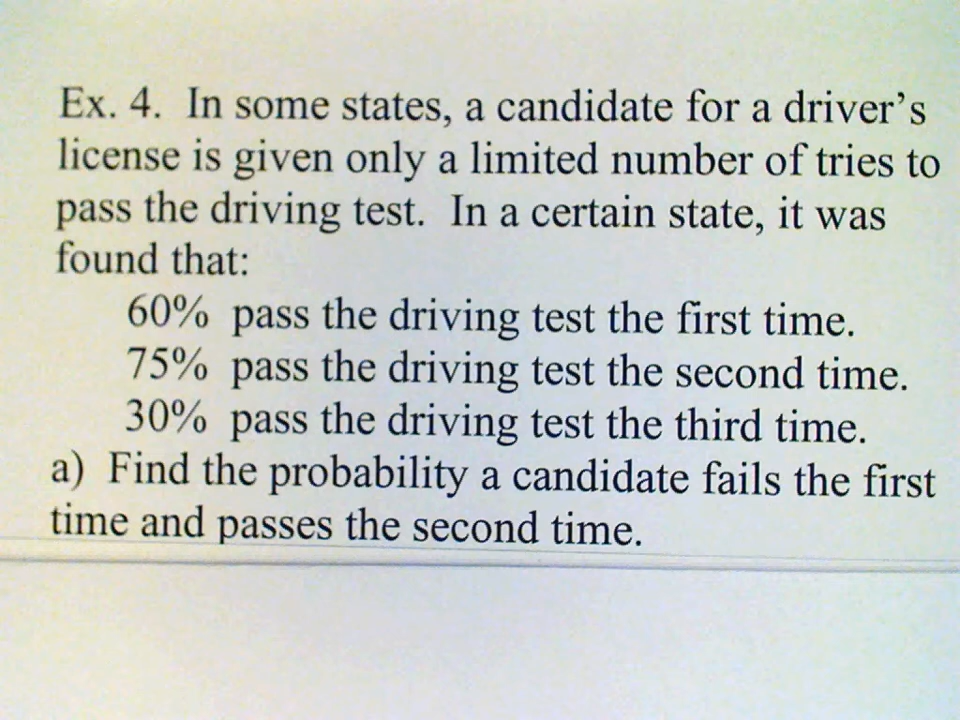 Ex. 4. In some states, a candidate for a driver's
license is given only a limited number of tries to
pass the driving test. In a certain state, it was
found that:
60% pass the driving test the first time.
75% pass the driving test the second time.
30% pass the driving test the third time.
a) Find the probability a candidate fails the first
time and passes the second time.